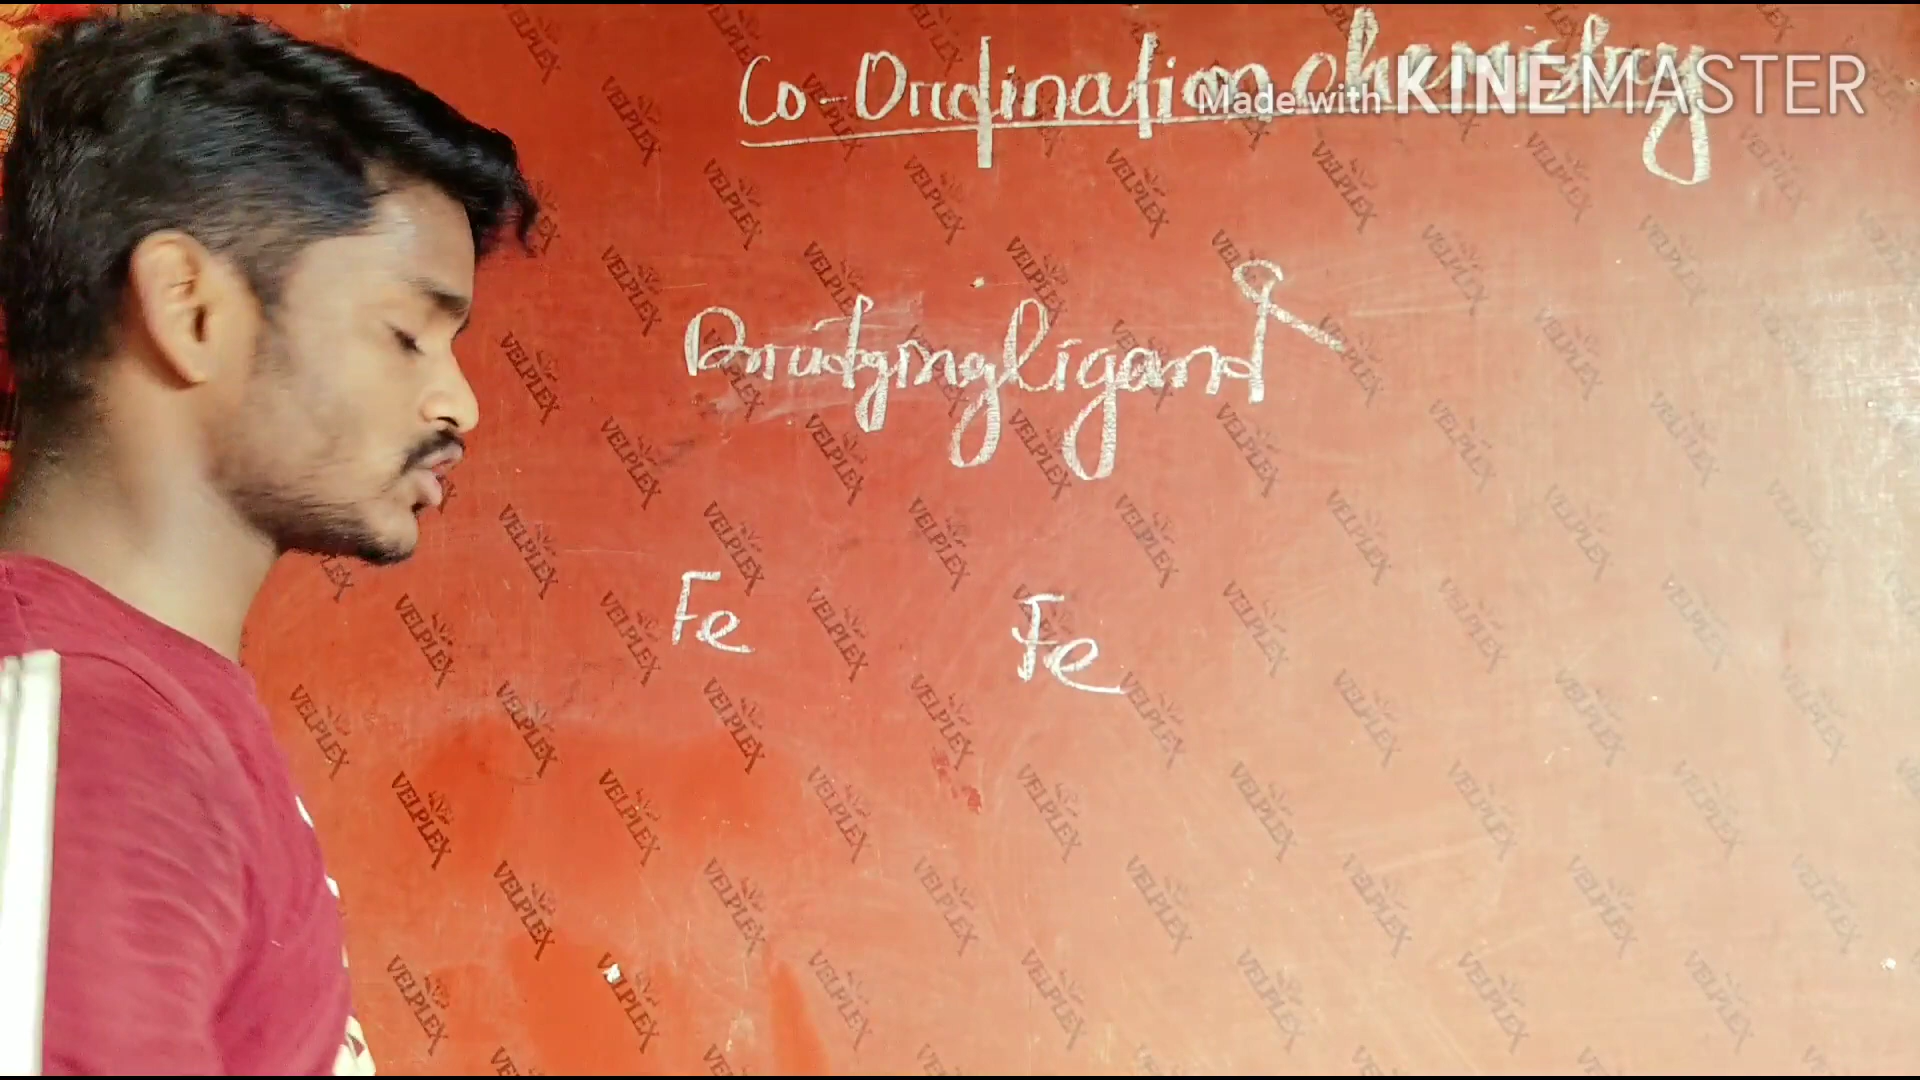 Co-Ordination chemistry
Made with KINEMASTER
Bridging ligand
Fe Fe
VELPLEX